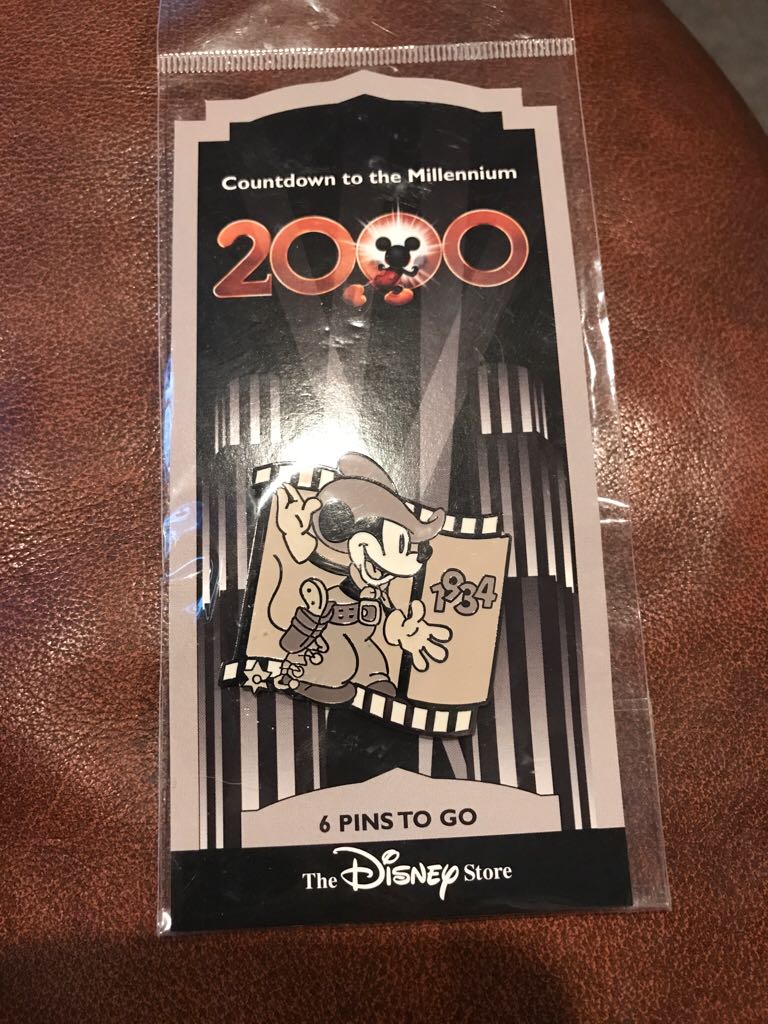 Countdown to the Millennium
2000
1934
6 PINS TO GO
The Disney Store